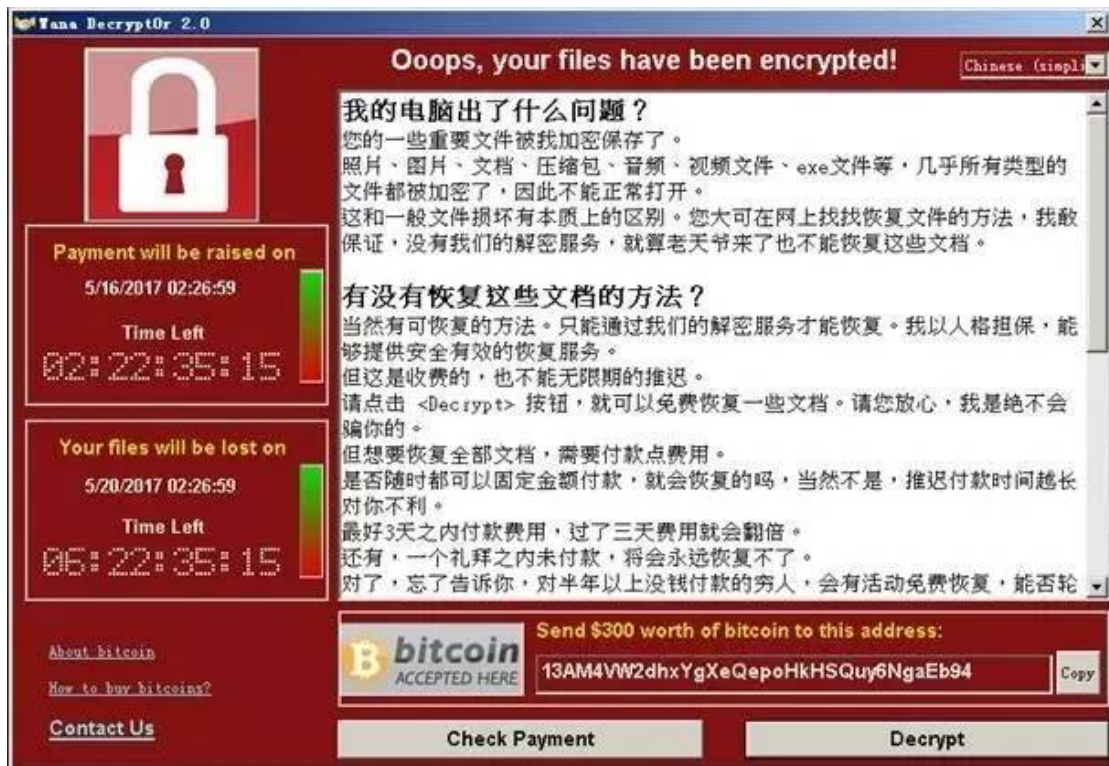 Wana Decrypt0r 2.0
Ooops, your files have been encrypted!
Chinese (simpli
我的电脑出了什么问题？
您的一些重要文件被我加密保存了。
照片、图片、文档、压缩包、音频、视频文件、exe文件等，几乎所有类型的
文件都被加密了，因此不能正常打开。
这和一般文件损坏有本质上的区别。您大可在网上找找恢复文件的方法，我敢
保证，没有我们的解密服务，就算老天爷来了也不能恢复这些文档。
有没有恢复这些文档的方法？
当然有可恢复的方法。只能通过我们的解密服务才能恢复。我以人格担保，能
够提供安全有效的恢复服务。
但这是收费的，也不能无限期的推迟。
请点击 <Decrypt> 按钮，就可以免费恢复一些文档。请您放心，我是绝不会
骗你的。
但想要恢复全部文档，需要付款点费用。
是否随时都可以固定金额付款，就会恢复的吗，当然不是，推迟付款时间越长
对你不利。
最好3天之内付款费用，过了三天费用就会翻倍。
还有，一个礼拜之内未付款，将会永远恢复不了。
对了，忘了告诉你，对半年以上没钱付款的穷人，会有活动免费恢复，能否轮
Payment will be raised on
5/16/2017 02:26:59
Time Left
02:22:35:15
Your files will be lost on
5/20/2017 02:26:59
Time Left
06:22:35:15
About bitcoin
How to buy bitcoins?
Contact Us
bitcoin
ACCEPTED HERE
Send $300 worth of bitcoin to this address:
13AM4VW2dhxYgXeQepoHkHSQuy6NgaEb94
Copy
Check Payment
Decrypt